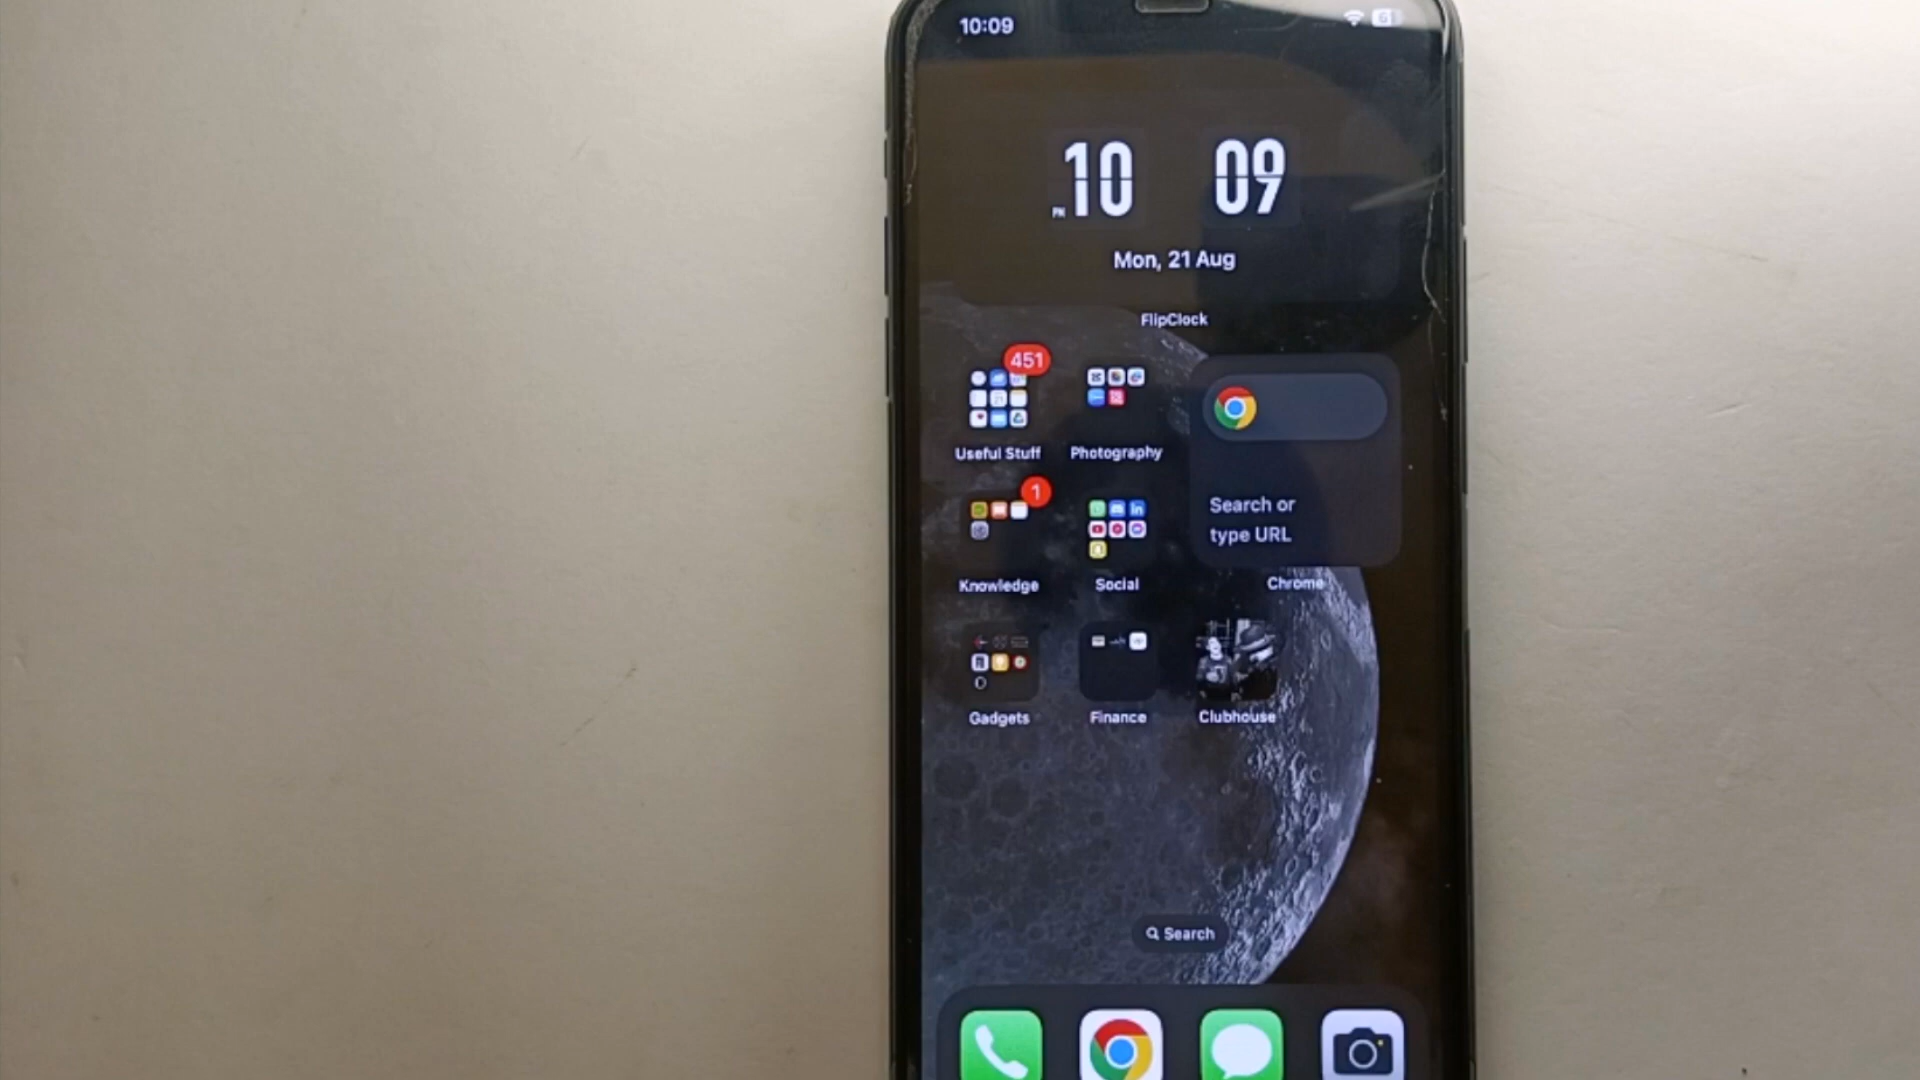 10:09
10 09
PM
Mon, 21 Aug
FlipClock
451
Useful Stuff
Photography
Search or
type URL
1
Knowledge
Social
Chrome
Gadgets
Finance
Clubhouse
Search